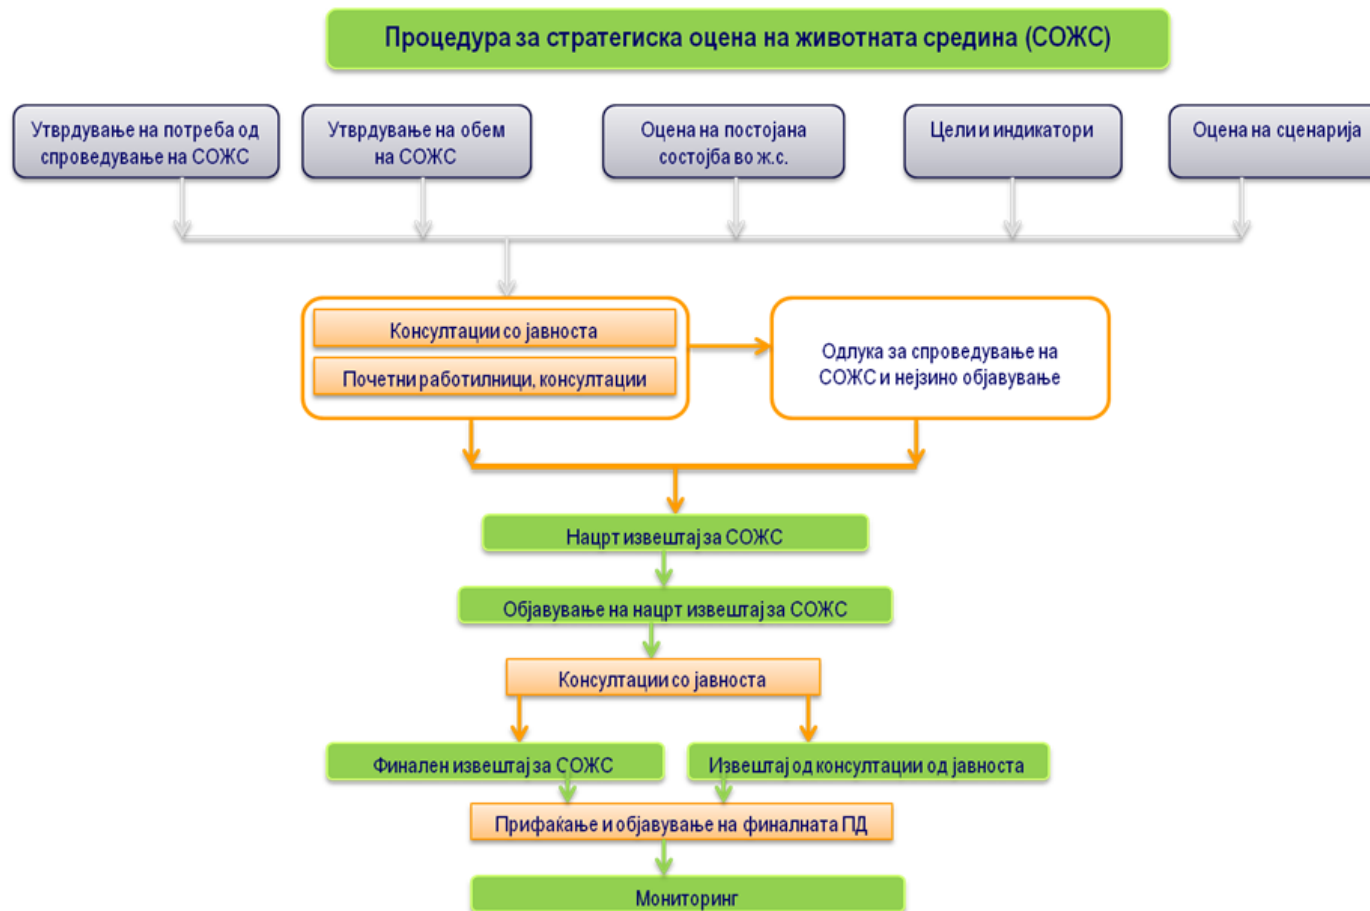 Процедура за стратегиска оцена на животната средина (СОЖС)
Утврдување на потреба од
спроведување на СОЖС
Утврдување на обем
на СОЖС
Оцена на постојана
состојба во ж.с.
Цели и индикатори
Оцена на сценарија
Консултации со јавноста
Почетни работилници, консултации
Одлука за спроведување на
СОЖС и нејзино објавување
Нацрт извештај за СОЖС
Објавување на нацрт извештај за СОЖС
Консултации со јавноста
Финален извештај за СОЖС
Извештај од консултации од јавноста
Прифаќање и објавување на финалната ПД
Мониторинг